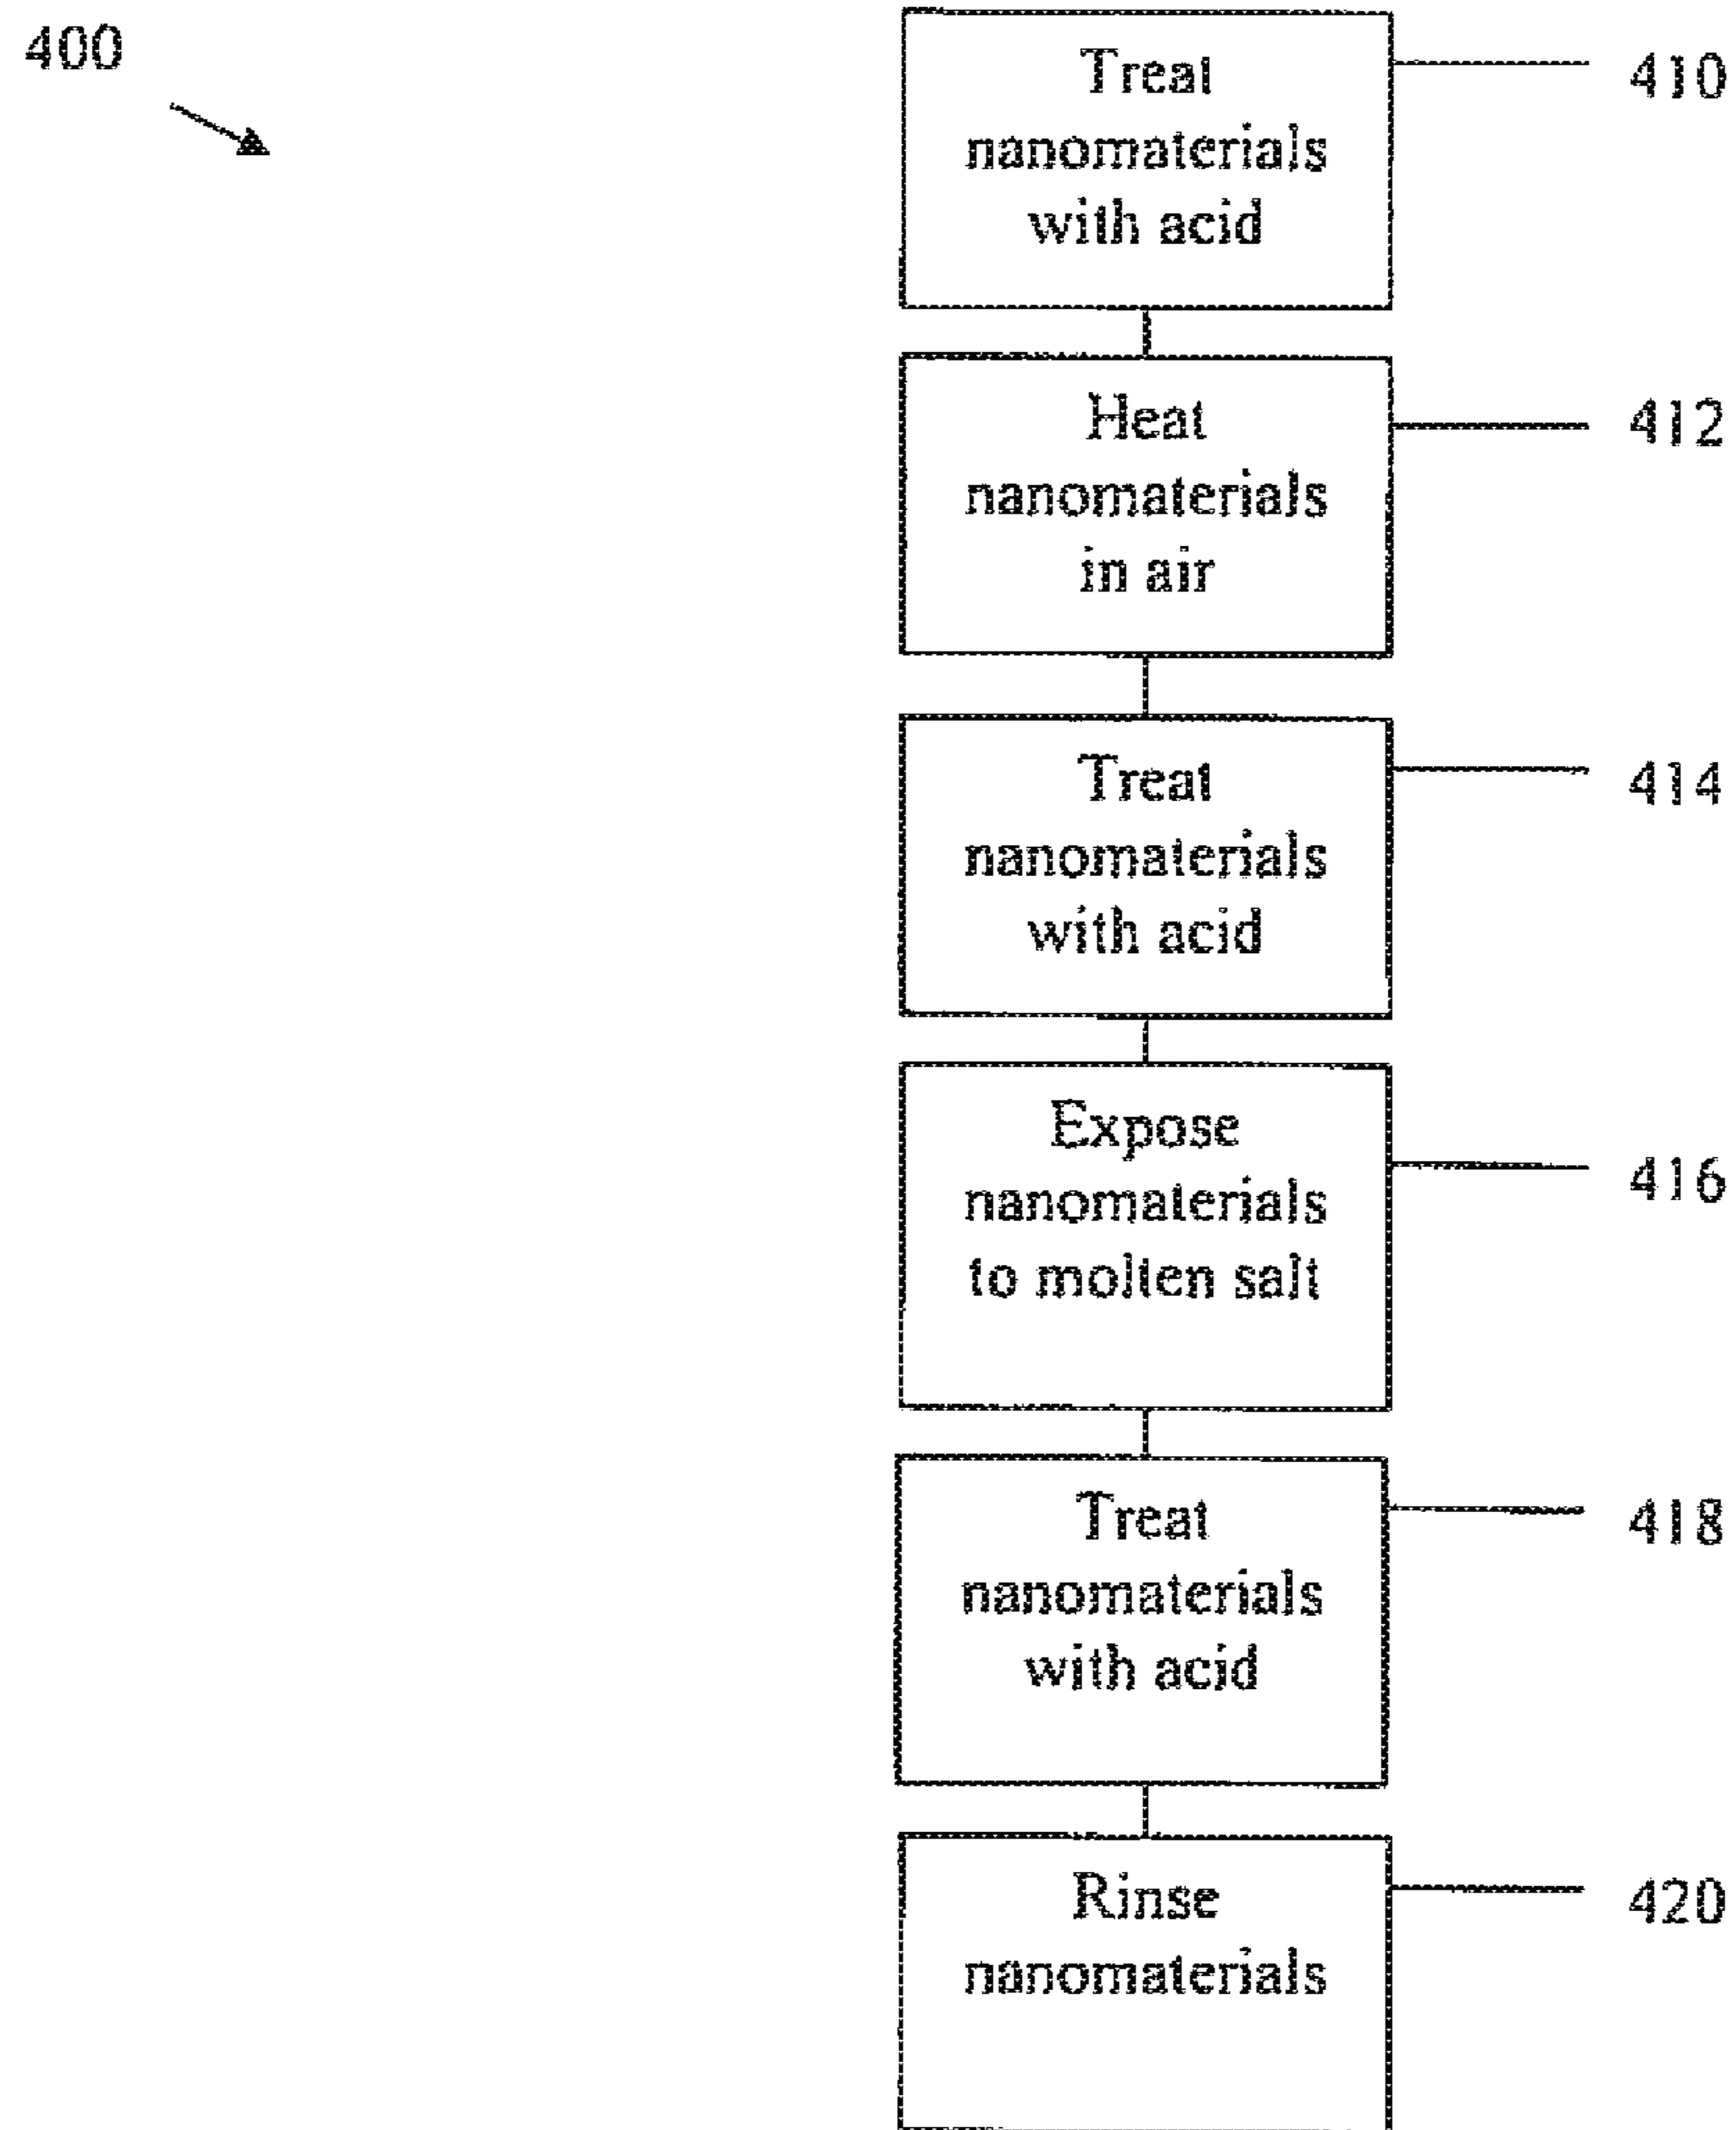 400
Treat
nanomaterials
with acid
410
Heat
nanomaterials
in air
412
Treat
nanomaterials
with acid
414
Expose
nanomaterials
to molten salt
416
Treat
nanomaterials
with acid
418
Rinse
nanomaterials
420